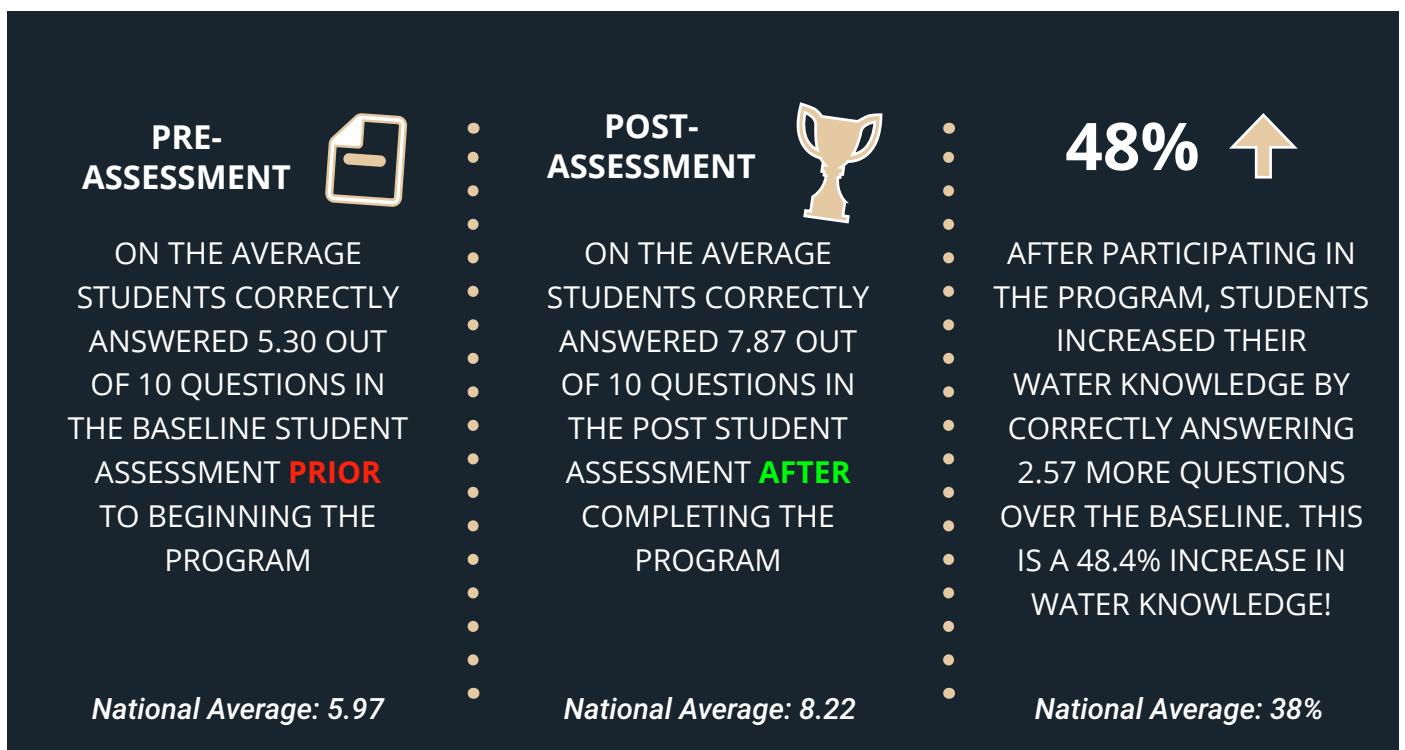 PRE-
ASSESSMENT
ON THE AVERAGE
STUDENTS CORRECTLY
ANSWERED 5.30 OUT
OF 10 QUESTIONS IN
THE BASELINE STUDENT
ASSESSMENT PRIOR
TO BEGINNING THE
PROGRAM
National Average: 5.97
POST-
ASSESSMENT
ON THE AVERAGE
STUDENTS CORRECTLY
ANSWERED 7.87 OUT
OF 10 QUESTIONS IN
THE POST STUDENT
ASSESSMENT AFTER
COMPLETING THE
PROGRAM
National Average: 8.22
48%
AFTER PARTICIPATING IN
THE PROGRAM, STUDENTS
INCREASED THEIR
WATER KNOWLEDGE BY
CORRECTLY ANSWERING
2.57 MORE QUESTIONS
OVER THE BASELINE. THIS
IS A 48.4% INCREASE IN
WATER KNOWLEDGE!
National Average: 38%